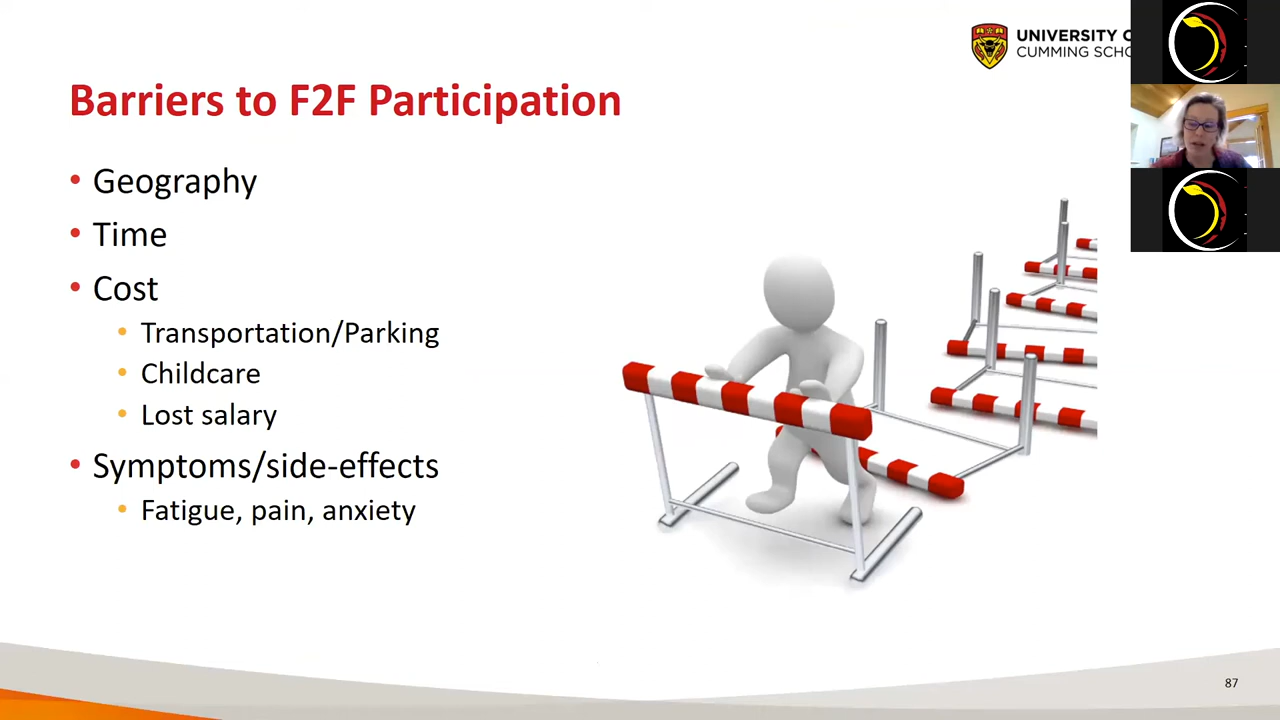 UNIVERSITY
CUMMING
Barriers to F2F Participation
• Geography
• Time
• Cost
• Transportation/Parking
• Childcare
• Lost salary
• Symptoms/side-effects
• Fatigue, pain, anxiety
87